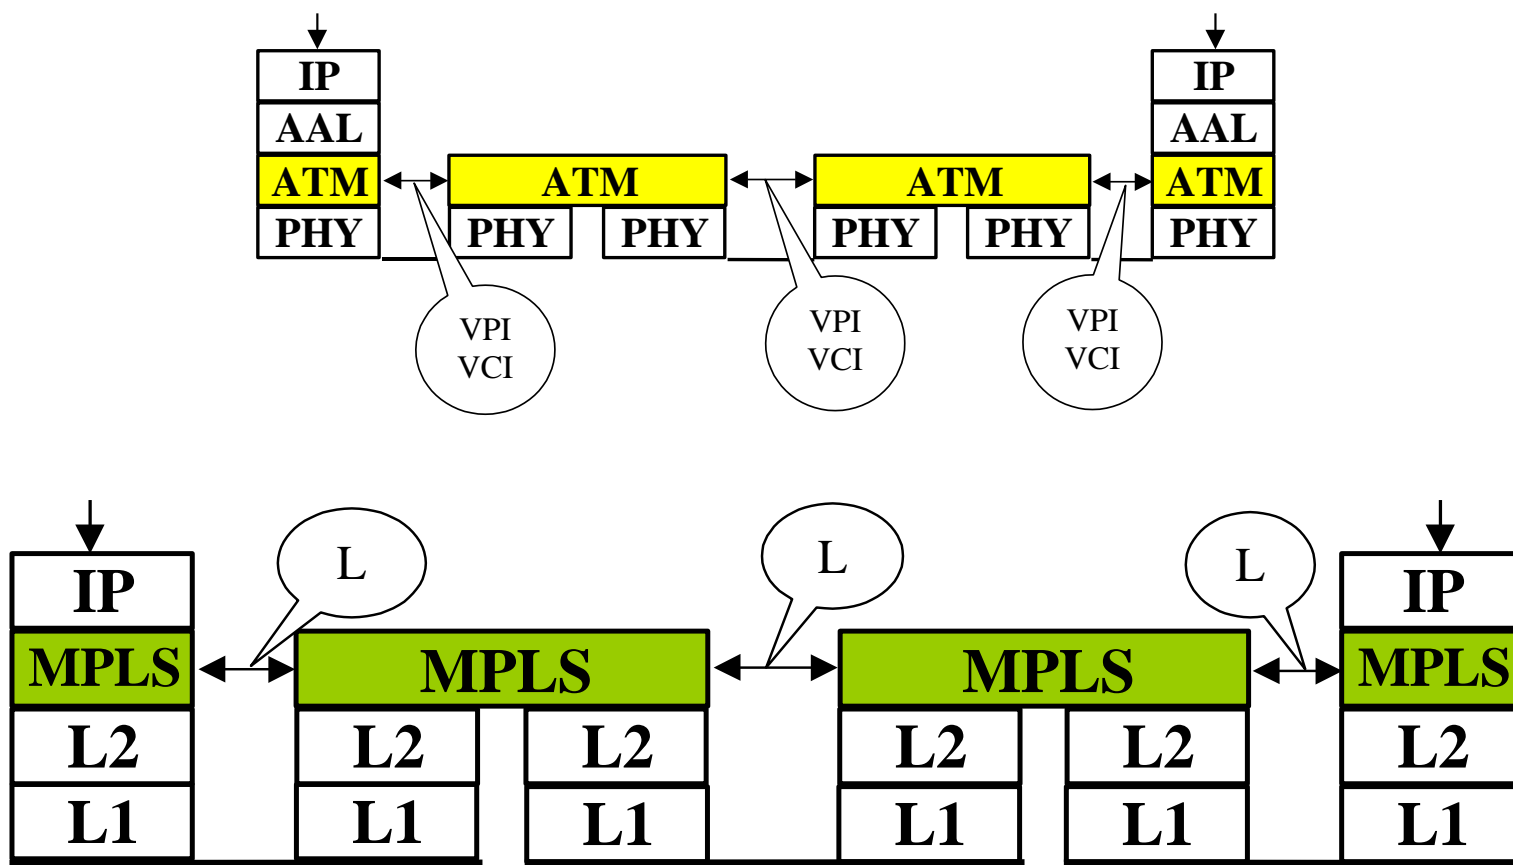 IP IP
AAL AAL
ATM ATM ATM ATM
PHY PHY PHY PHY PHY PHY
VPI VPI VPI
VCI VCI VCI
L L L
IP IP
MPLS MPLS MPLS MPLS
L2 L2 L2 L2 L2 L2
L1 L1 L1 L1 L1 L1